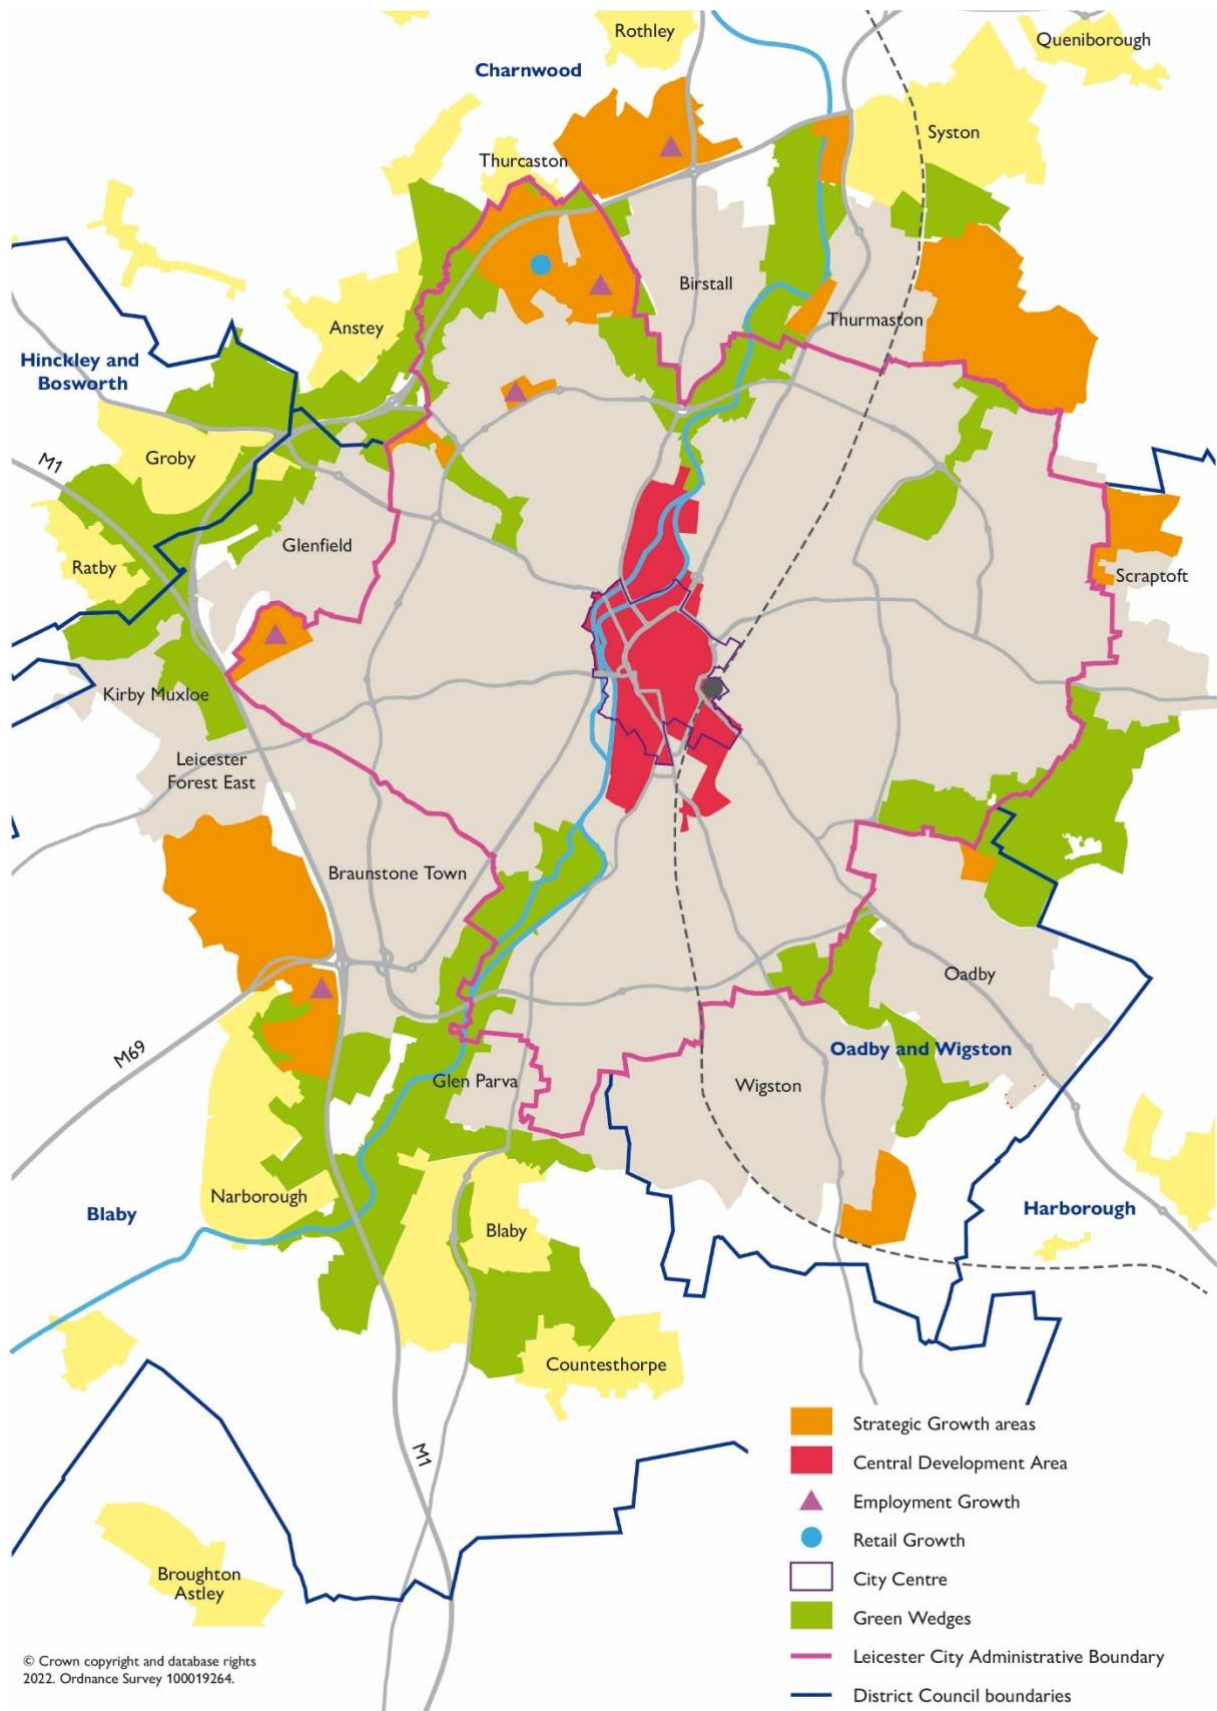 Rothley
Queniborough
Charnwood
Syston
Thurcaston
Birstall
Thurmaston
Anstey
Hinckley and
Bosworth
Groby
M1
Glenfield
Ratby
Scraptoft
Kirby Muxloe
Leicester
Forest East
Braunstone Town
Oadby
M69
Oadby and Wigston
Glen Parva
Wigston
Narborough
Blaby
Blaby
Harborough
Countesthorpe
M1
Broughton
Astley
Strategic Growth areas
Central Development Area
Employment Growth
Retail Growth
City Centre
Green Wedges
Leicester City Administrative Boundary
District Council boundaries
© Crown copyright and database rights
2022. Ordnance Survey 100019264.